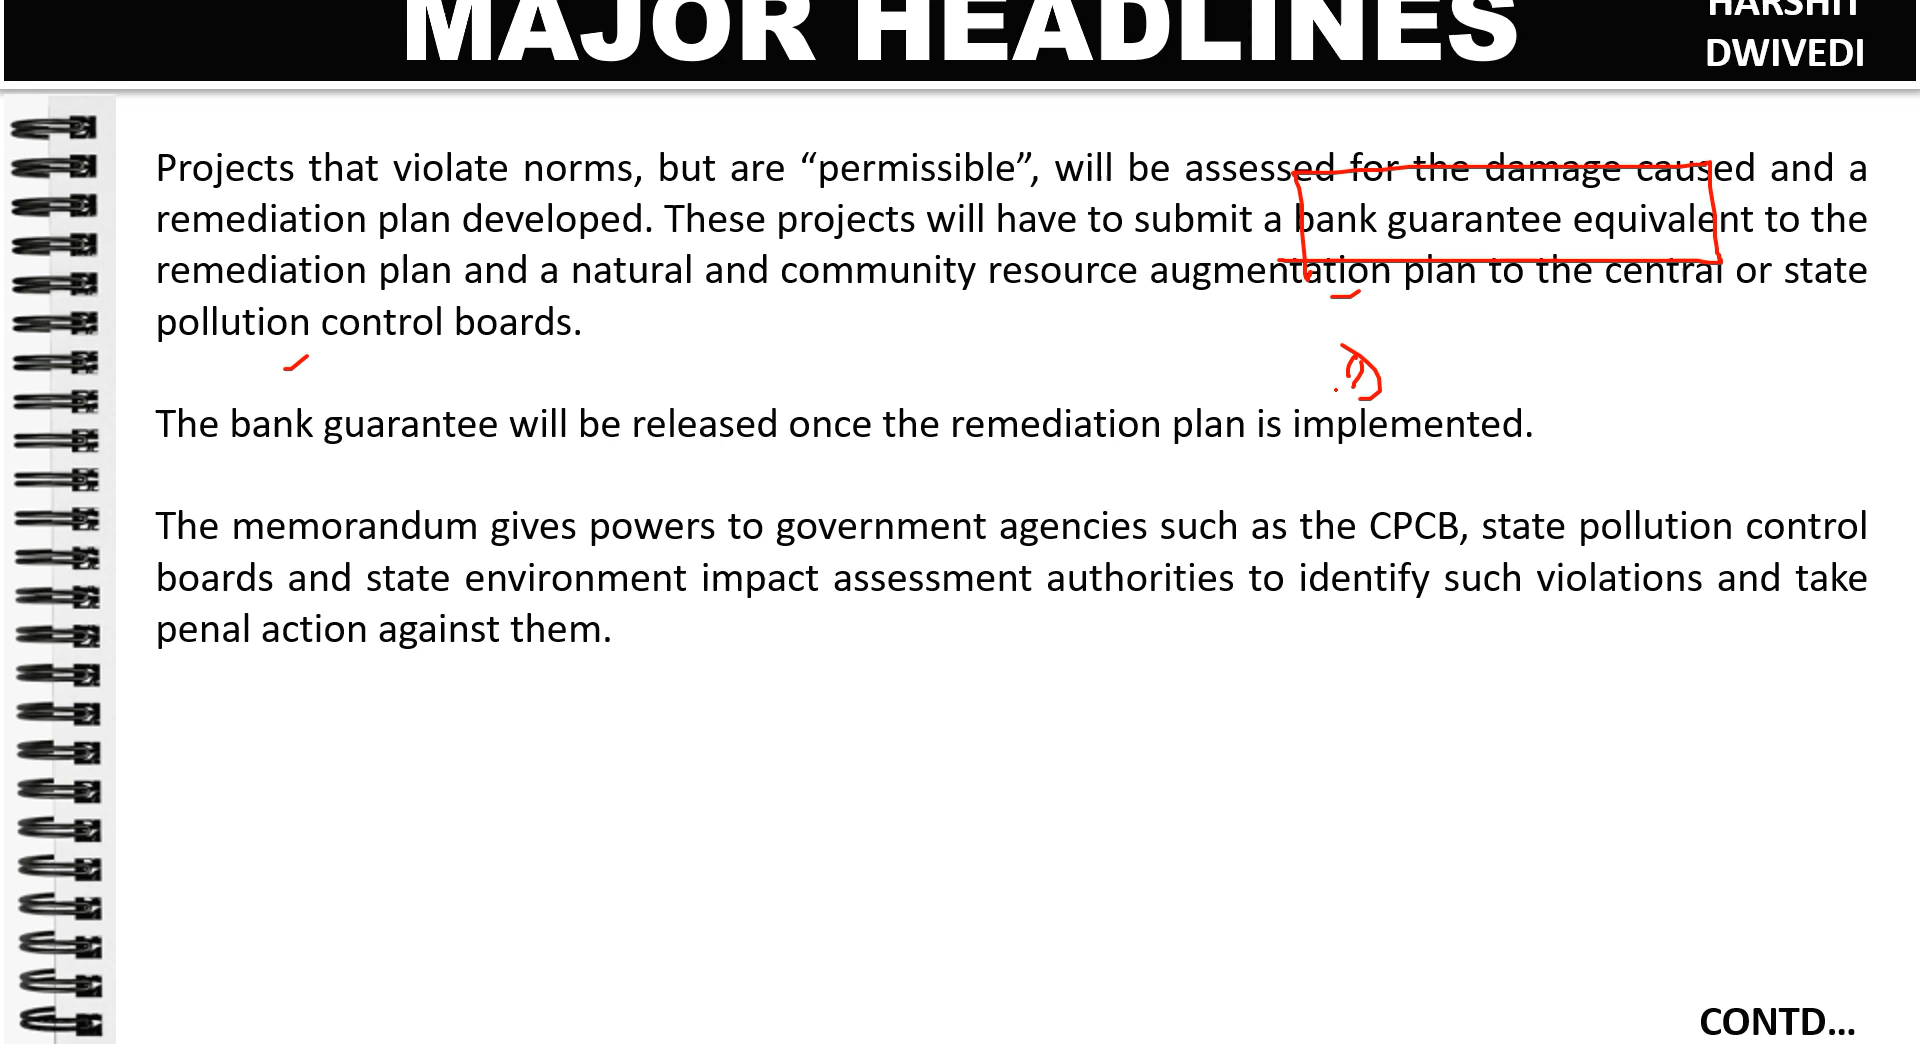 MAJOR HEADLINES
HARSHIT
DWIVEDI
Projects that violate norms, but are “permissible”, will be assessed for the damage caused and a
remediation plan developed. These projects will have to submit a bank guarantee equivalent to the
remediation plan and a natural and community resource augmentation plan to the central or state
pollution control boards.
The bank guarantee will be released once the remediation plan is implemented.
The memorandum gives powers to government agencies such as the CPCB, state pollution control
boards and state environment impact assessment authorities to identify such violations and take
penal action against them.
CONTD...